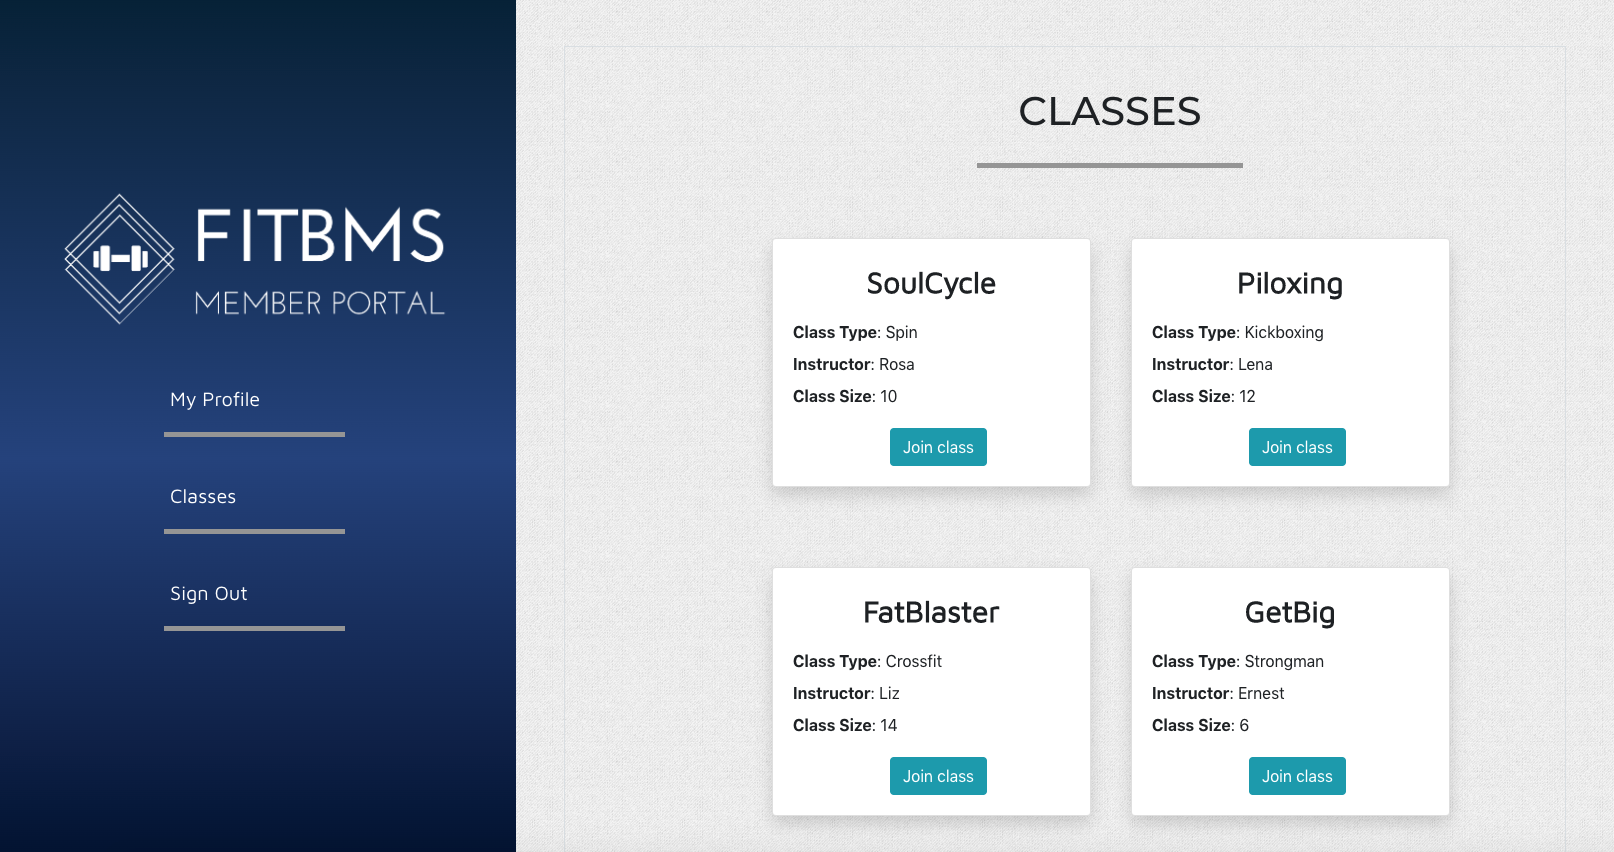 FITBMS
MEMBER PORTAL
My Profile
Classes
Sign Out
CLASSES
SoulCycle
Class Type: Spin
Instructor: Rosa
Class Size: 10
Join class
Piloxing
Class Type: Kickboxing
Instructor: Lena
Class Size: 12
Join class
FatBlaster
Class Type: Crossfit
Instructor: Liz
Class Size: 14
Join class
GetBig
Class Type: Strongman
Instructor: Ernest
Class Size: 6
Join class